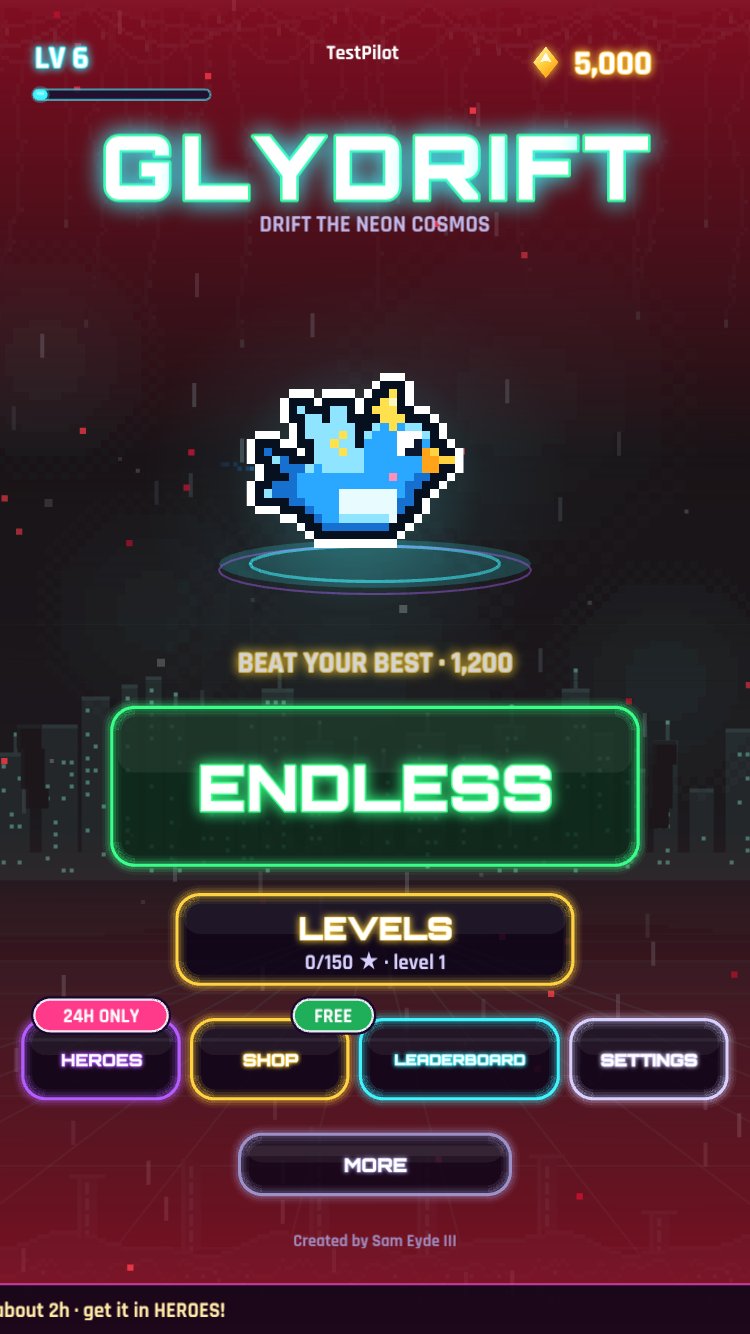 LV 6
TestPilot
5,000
GLYDRIFT
DRIFT THE NEON COSMOS
BEAT YOUR BEST · 1,200
ENDLESS
LEVELS
0/150 ★ · level 1
24H ONLY
FREE
HEROES
SHOP
LEADERBOARD
SETTINGS
MORE
Created by Sam Eyde III
about 2h · get it in HEROES!